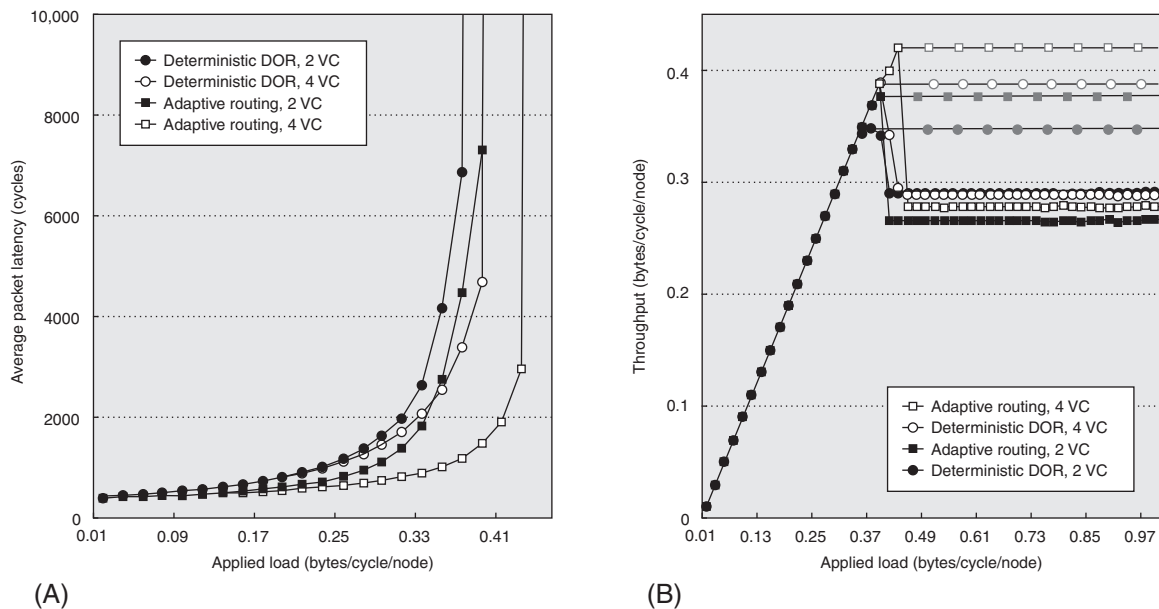 10,000
8000
6000
4000
2000
0
Average packet latency (cycles)
Deterministic DOR, 2 VC
Deterministic DOR, 4 VC
Adaptive routing, 2 VC
Adaptive routing, 4 VC
0.01 0.09 0.17 0.25 0.33 0.41
Applied load (bytes/cycle/node)
(A)
0.4
0.3
0.2
0.1
0
Throughput (bytes/cycle/node)
Adaptive routing, 4 VC
Deterministic DOR, 4 VC
Adaptive routing, 2 VC
Deterministic DOR, 2 VC
0.01 0.13 0.25 0.37 0.49 0.61 0.73 0.85 0.97
Applied load (bytes/cycle/node)
(B)